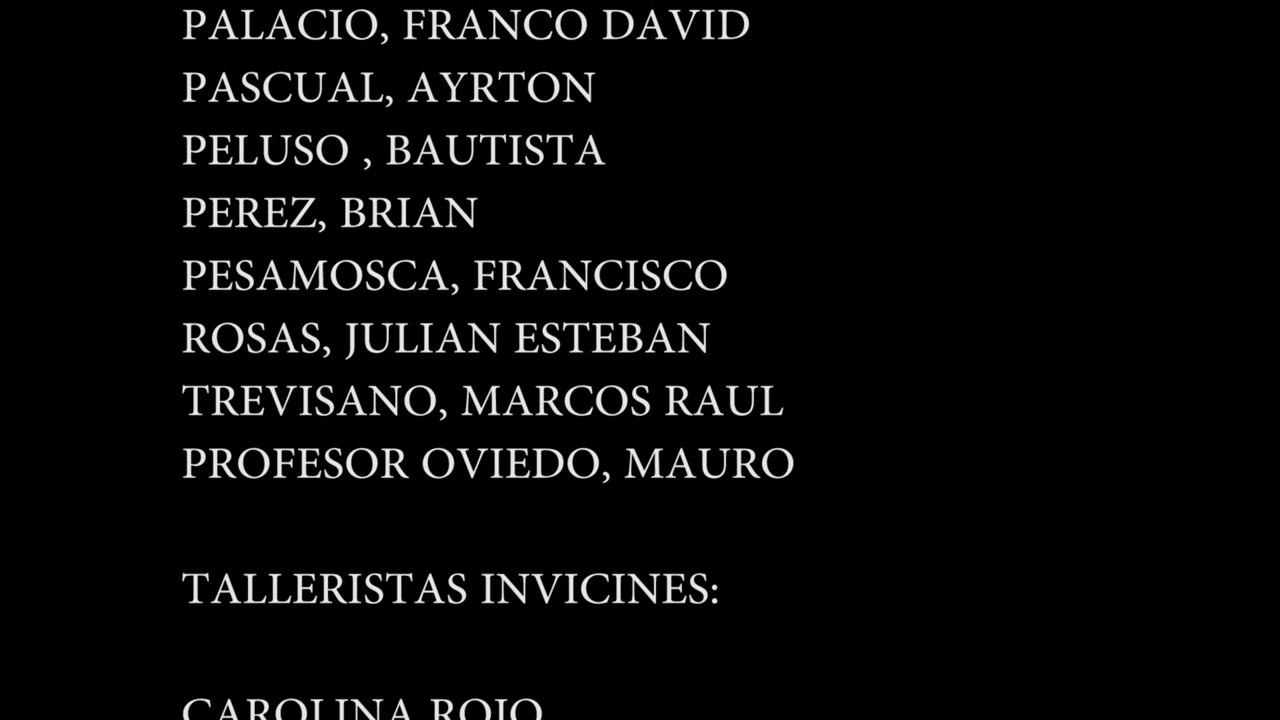 PALACIO, FRANCO DAVID
PASCUAL, AYRTON
PELUSO , BAUTISTA
PEREZ, BRIAN
PESAMOSCA, FRANCISCO
ROSAS, JULIAN ESTEBAN
TREVISANO, MARCOS RAUL
PROFESOR OVIEDO, MAURO
TALLERISTAS INVICINES:
CAROLINA ROJO